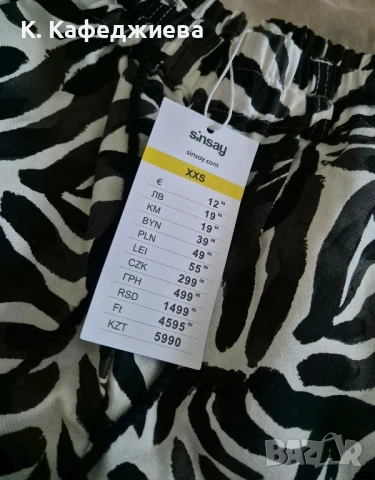 К. Кафеджиева
sinsay
sinsay.com
XXS
€ 12
ЛВ 19
KM 19
BYN 39
PLN 49
LEI 55
CZK 299
ГРН 499
RSD 1499
Ft 4595
KZT 5990
BAZAR